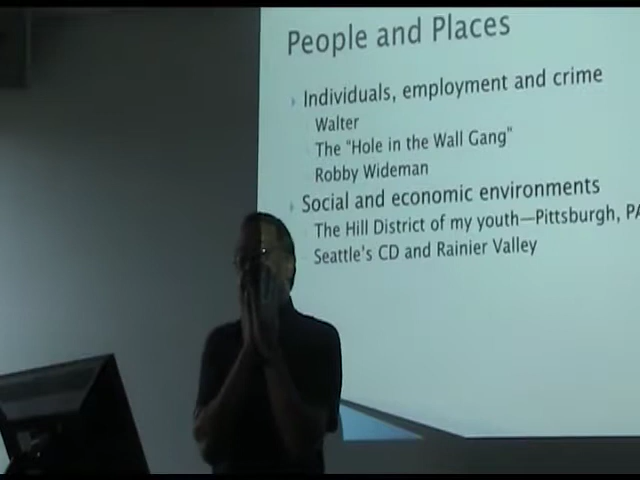 People and Places
Individuals, employment and crime
Walter
The "Hole in the Wall Gang"
Robby Wideman
Social and economic environments
The Hill District of my youth—Pittsburgh, PA
Seattle's CD and Rainier Valley